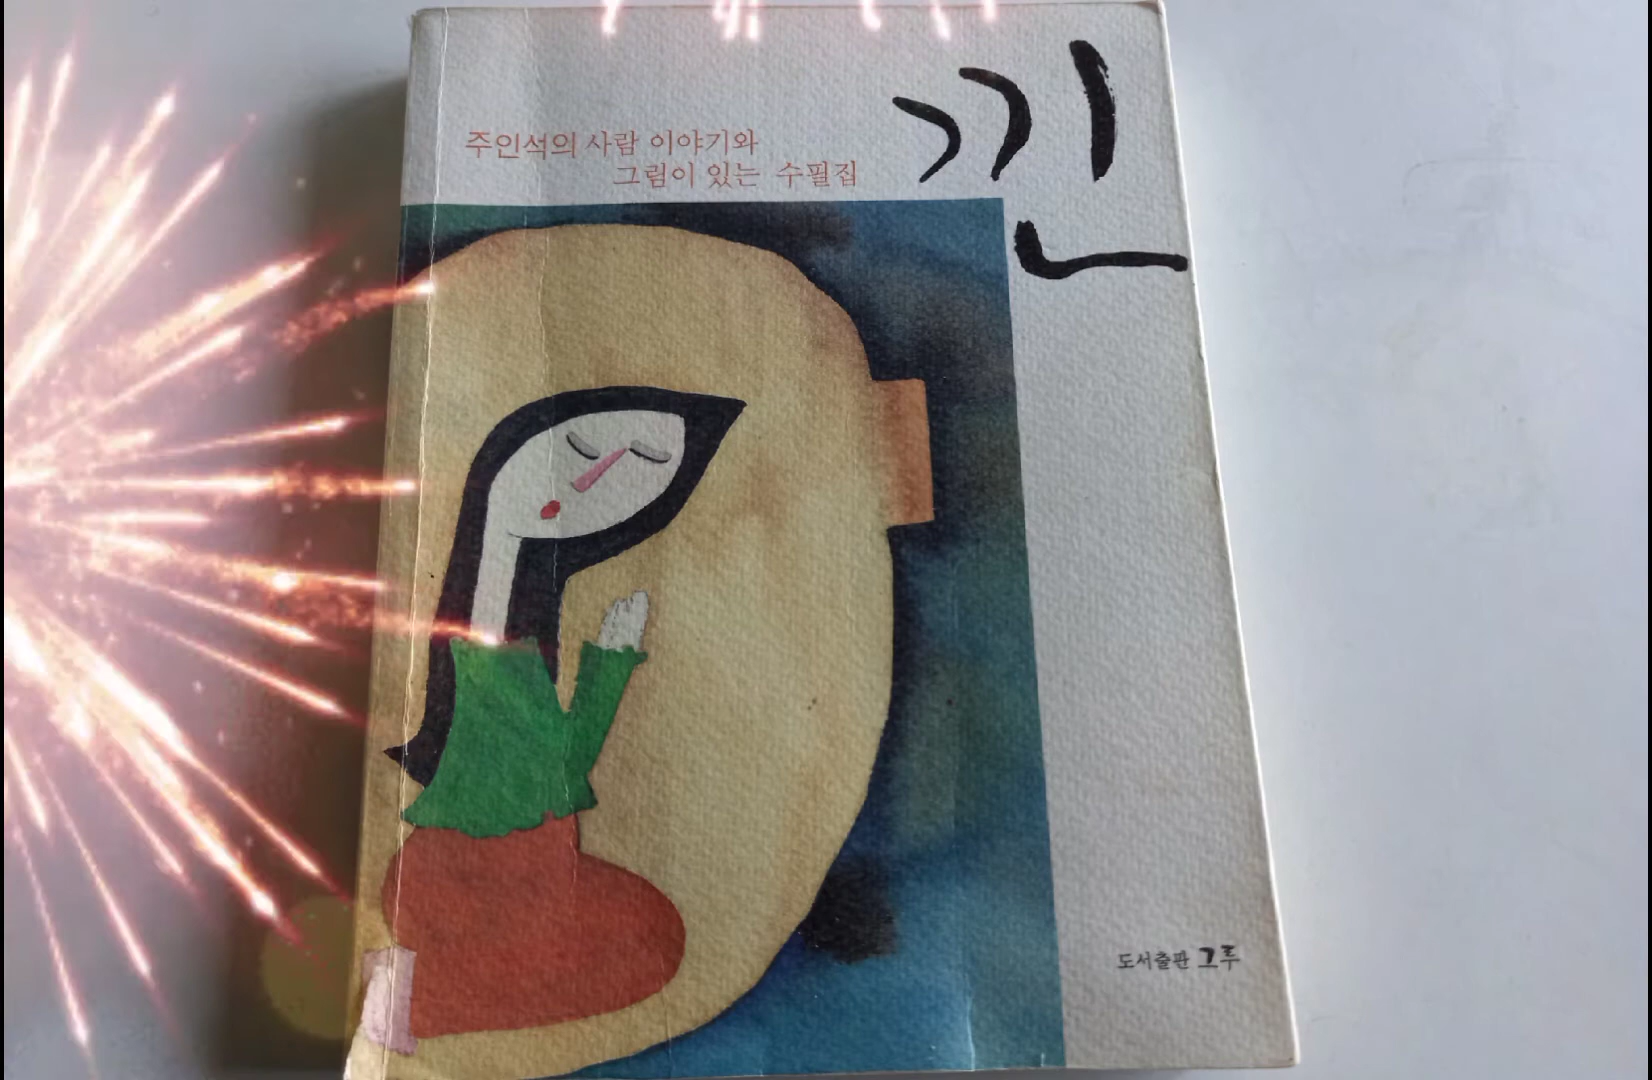 낀
주인석의 사람 이야기와
그림이 있는 수필집
도서출판 그루